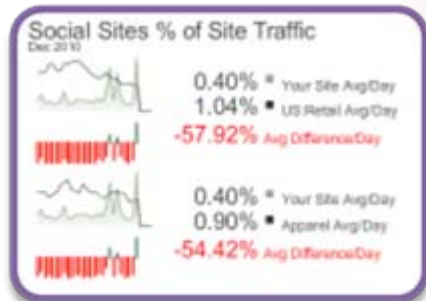 Social Sites % of Site Traffic
Dec 2010
0.40% Your Site Avg/Day
1.04% US Retail Avg/Day
-57.92% Avg Difference/Day
0.40% Your Site Avg/Day
0.90% Apparel Avg/Day
-54.42% Avg Difference/Day